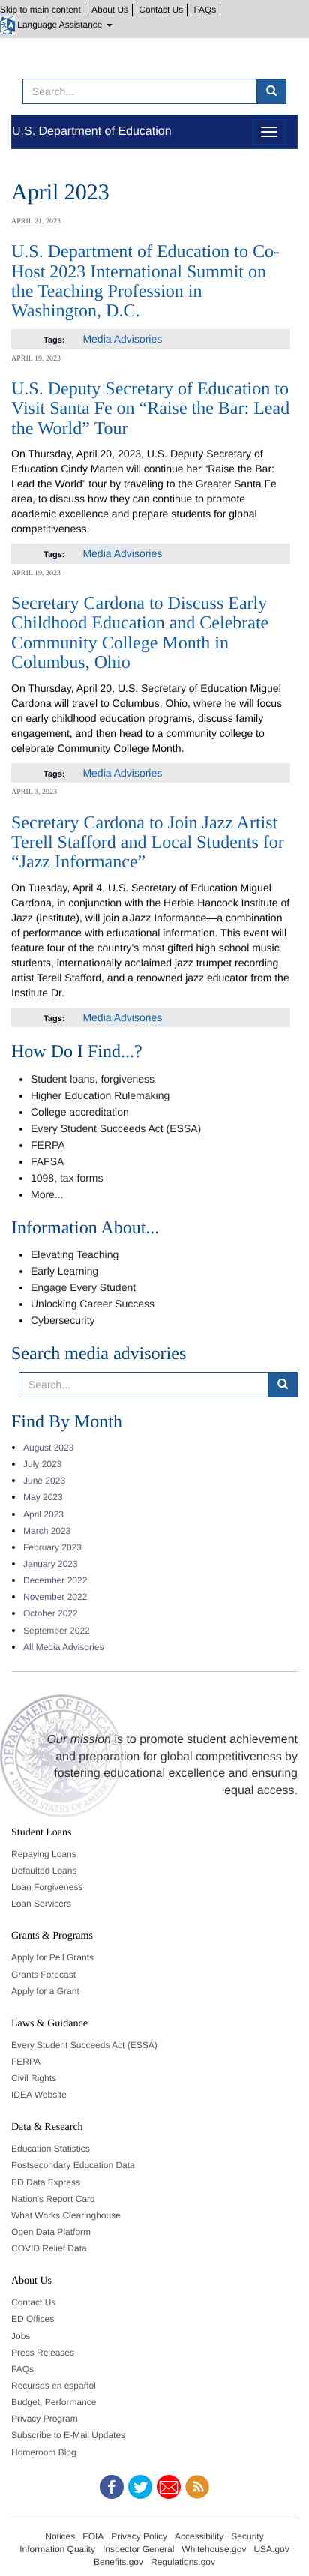 Skip to main content | About Us | Contact Us | FAQs |
Language Assistance
Search...
U.S. Department of Education
April 2023
APRIL 21, 2023
U.S. Department of Education to Co-
Host 2023 International Summit on
the Teaching Profession in
Washington, D.C.
Tags: Media Advisories
APRIL 19, 2023
U.S. Deputy Secretary of Education to
Visit Santa Fe on “Raise the Bar: Lead
the World” Tour
On Thursday, April 20, 2023, U.S. Deputy Secretary of
Education Cindy Marten will continue her “Raise the Bar:
Lead the World” tour by traveling to the Greater Santa Fe
area, to discuss how they can continue to promote
academic excellence and prepare students for global
competitiveness.
Tags: Media Advisories
APRIL 19, 2023
Secretary Cardona to Discuss Early
Childhood Education and Celebrate
Community College Month in
Columbus, Ohio
On Thursday, April 20, U.S. Secretary of Education Miguel
Cardona will travel to Columbus, Ohio, where he will focus
on early childhood education programs, discuss family
engagement, and then head to a community college to
celebrate Community College Month.
Tags: Media Advisories
APRIL 3, 2023
Secretary Cardona to Join Jazz Artist
Terell Stafford and Local Students for
“Jazz Informance”
On Tuesday, April 4, U.S. Secretary of Education Miguel
Cardona, in conjunction with the Herbie Hancock Institute of
Jazz (Institute), will join a Jazz Informance—a combination
of performance with educational information. This event will
feature four of the country’s most gifted high school music
students, internationally acclaimed jazz trumpet recording
artist Terell Stafford, and a renowned jazz educator from the
Institute Dr.
Tags: Media Advisories
How Do I Find...?
• Student loans, forgiveness
• Higher Education Rulemaking
• College accreditation
• Every Student Succeeds Act (ESSA)
• FERPA
• FAFSA
• 1098, tax forms
• More...
Information About...
• Elevating Teaching
• Early Learning
• Engage Every Student
• Unlocking Career Success
• Cybersecurity
Search media advisories
Search...
Find By Month
• August 2023
• July 2023
• June 2023
• May 2023
• April 2023
• March 2023
• February 2023
• January 2023
• December 2022
• November 2022
• October 2022
• September 2022
• All Media Advisories
DEPARTMENT OF EDUCATION
UNITED STATES OF AMERICA
Our mission is to promote student achievement
and preparation for global competitiveness by
fostering educational excellence and ensuring
equal access.
Student Loans
Repaying Loans
Defaulted Loans
Loan Forgiveness
Loan Servicers
Grants & Programs
Apply for Pell Grants
Grants Forecast
Apply for a Grant
Laws & Guidance
Every Student Succeeds Act (ESSA)
FERPA
Civil Rights
IDEA Website
Data & Research
Education Statistics
Postsecondary Education Data
ED Data Express
Nation's Report Card
What Works Clearinghouse
Open Data Platform
COVID Relief Data
About Us
Contact Us
ED Offices
Jobs
Press Releases
FAQs
Recursos en español
Budget, Performance
Privacy Program
Subscribe to E-Mail Updates
Homeroom Blog
Notices FOIA Privacy Policy Accessibility Security
Information Quality Inspector General Whitehouse.gov USA.gov
Benefits.gov Regulations.gov